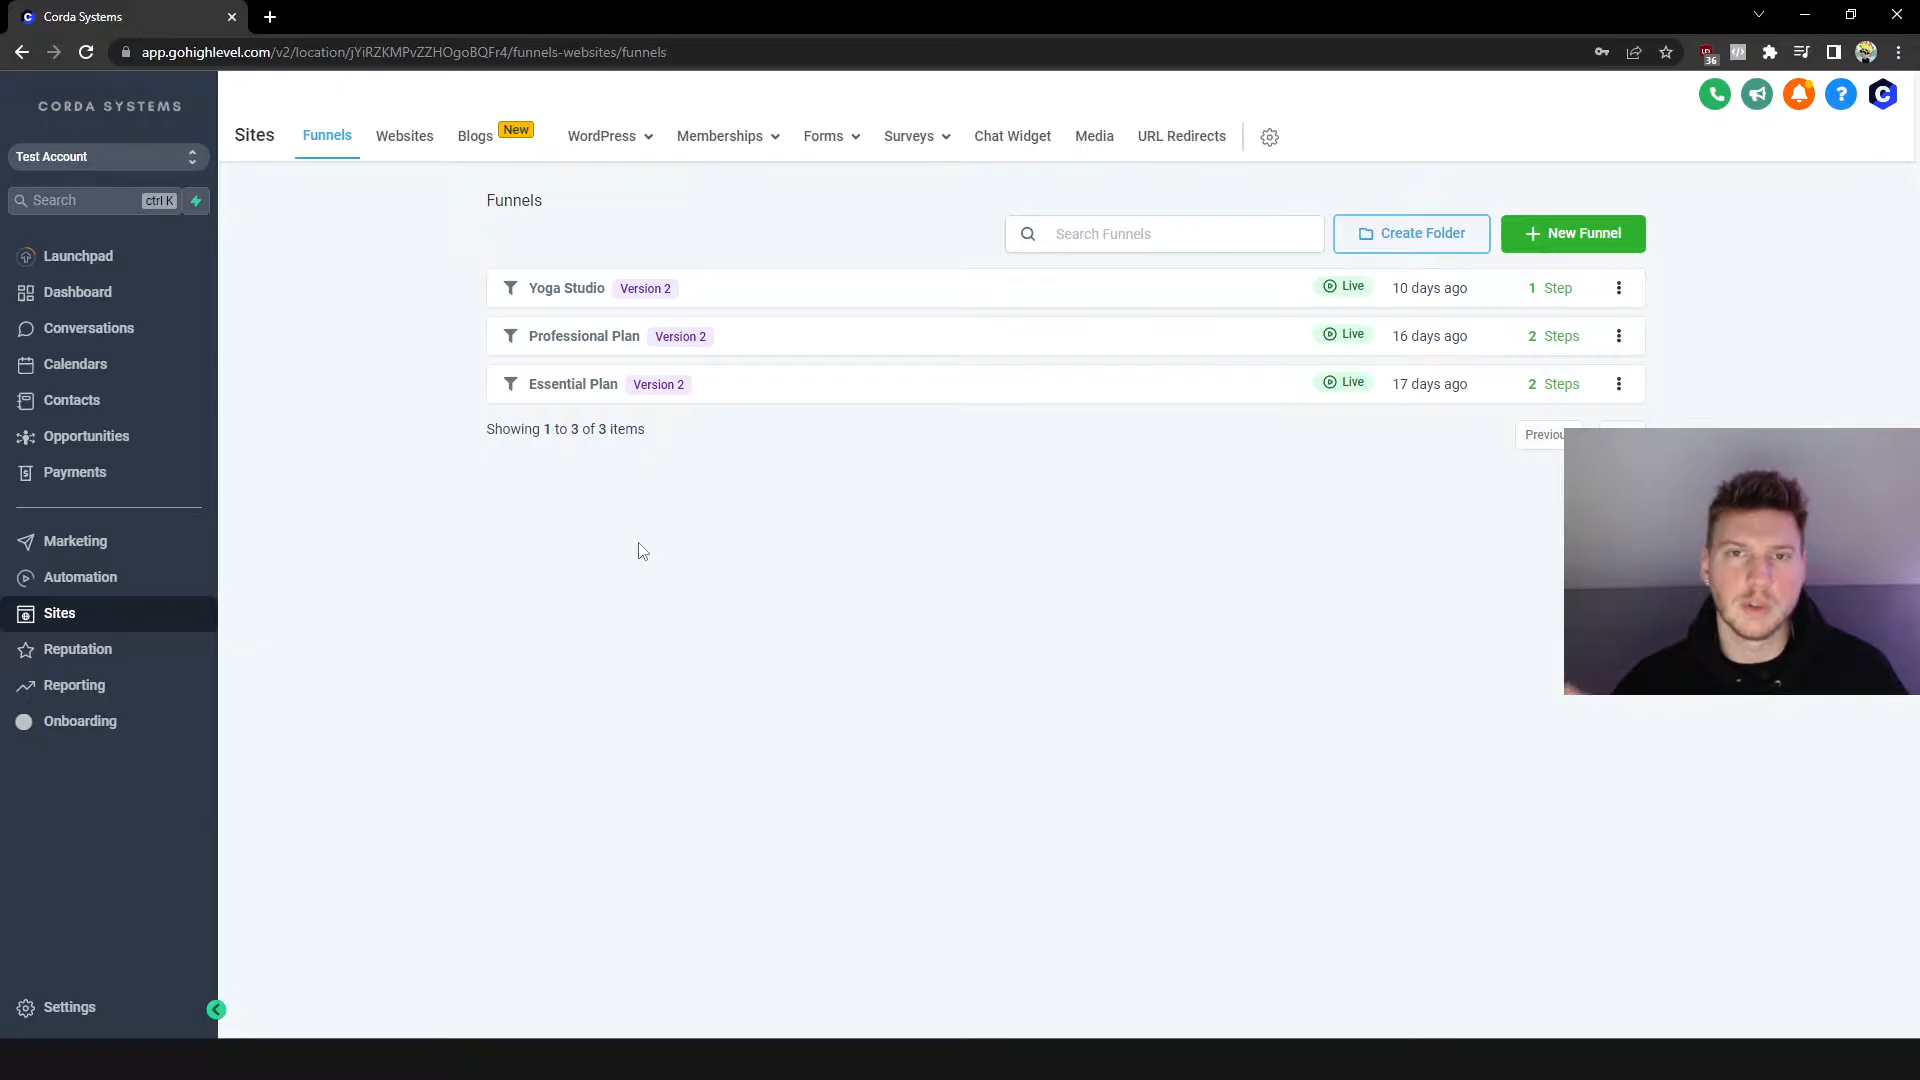 Corda Systems
app.gohighlevel.com/v2/location/jYiRZKMPvZZHOgoBQFr4/funnels-websites/funnels
36
CORDA SYSTEMS
Test Account
Search ctrl K
Launchpad
Dashboard
Conversations
Calendars
Contacts
Opportunities
Payments
Marketing
Automation
Sites
Reputation
Reporting
Onboarding
Settings
Sites Funnels Websites Blogs New WordPress Memberships Forms Surveys Chat Widget Media URL Redirects
Funnels
Search Funnels Create Folder + New Funnel
Yoga Studio Version 2 Live 10 days ago 1 Step
Professional Plan Version 2 Live 16 days ago 2 Steps
Essential Plan Version 2 Live 17 days ago 2 Steps
Showing 1 to 3 of 3 items
Previou